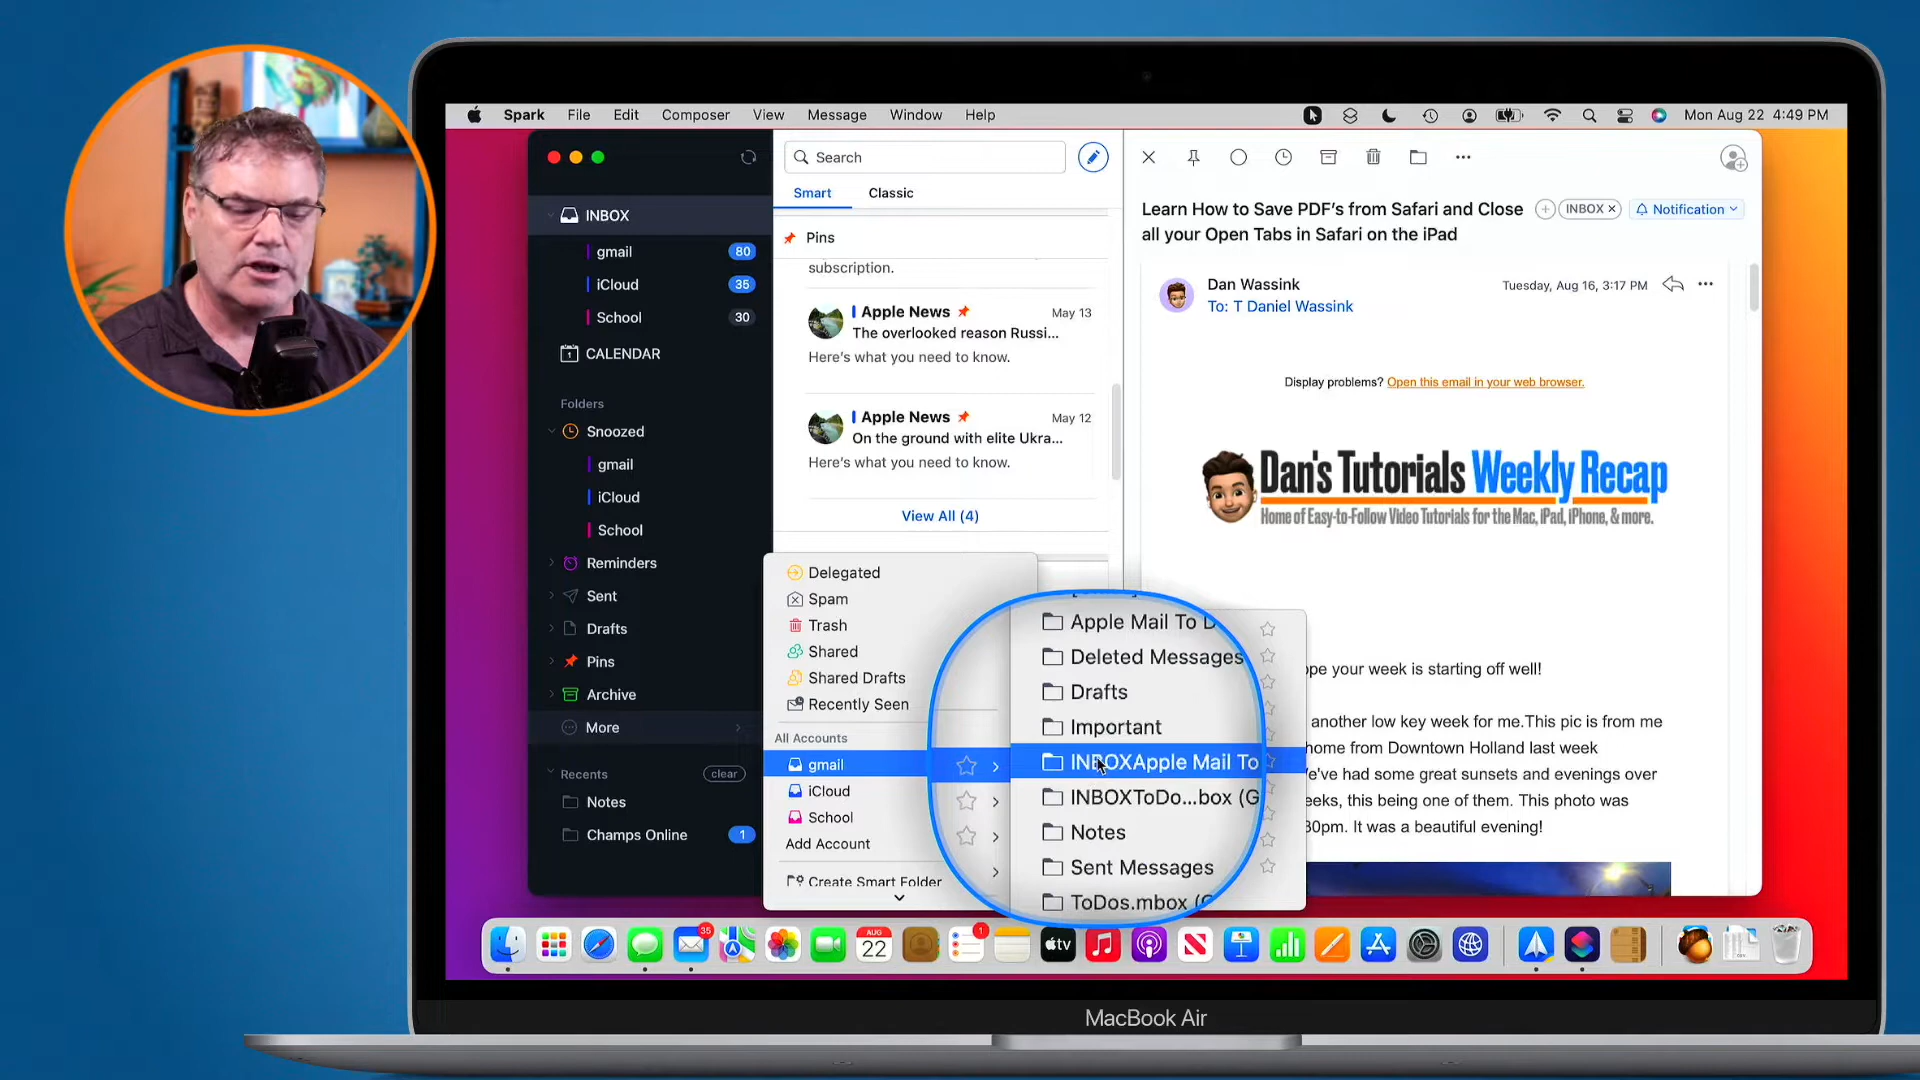 Spark File Edit Composer View Message Window Help
Mon Aug 22 4:49 PM
INBOX
gmail 80
iCloud 35
School 30
CALENDAR
Folders
Snoozed
gmail
iCloud
School
Reminders
Sent
Drafts
Pins
Archive
More
Recents clear
Notes
Champs Online 1
Search
Smart Classic
Pins
subscription.
Apple News May 13
The overlooked reason Russi...
Here's what you need to know.
Apple News May 12
On the ground with elite Ukra...
Here's what you need to know.
View All (4)
Delegated
Spam
Trash
Shared
Shared Drafts
Recently Seen
All Accounts
gmail
iCloud
School
Add Account
Create Smart Folder
Apple Mail To D
Deleted Messages
Drafts
Important
INBOXApple Mail To
INBOXToDo...box (G
Notes
Sent Messages
ToDos.mbox (G
Learn How to Save PDF's from Safari and Close
all your Open Tabs in Safari on the iPad
INBOX
Notification
Dan Wassink
Tuesday, Aug 16, 3:17 PM
To: T Daniel Wassink
Display problems? Open this email in your web browser.
Dan's Tutorials Weekly Recap
Home of Easy-to-Follow Video Tutorials for the Mac, iPad, iPhone, & more.
ope your week is starting off well!
another low key week for me.This pic is from me
home from Downtown Holland last week
e've had some great sunsets and evenings over
eeks, this being one of them. This photo was
30pm. It was a beautiful evening!
35
AUG
22
1
tv
MacBook Air